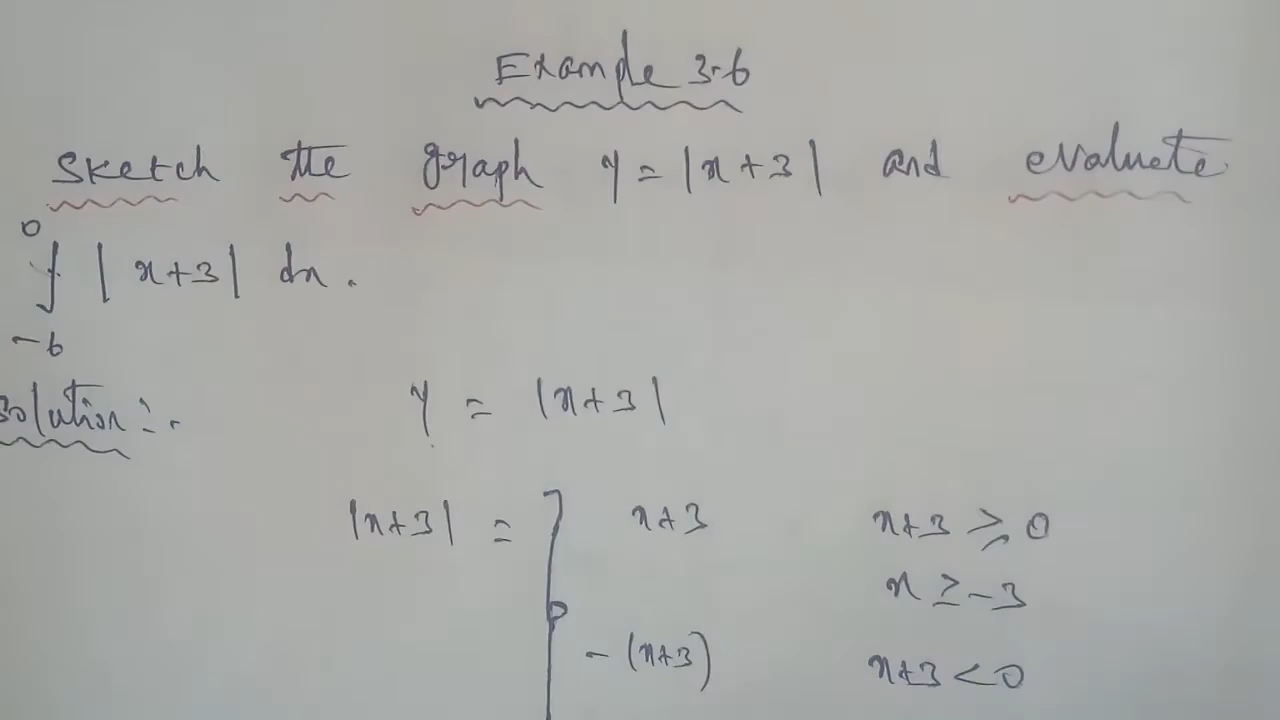 Example 3.6
Sketch the graph y = |x+3| and evaluate
0
∫ |x+3| dx.
-6
Solution:.
y = |x+3|
|x+3| = { x+3 x+3 ≥ 0
x ≥ -3
-(x+3) x+3 < 0